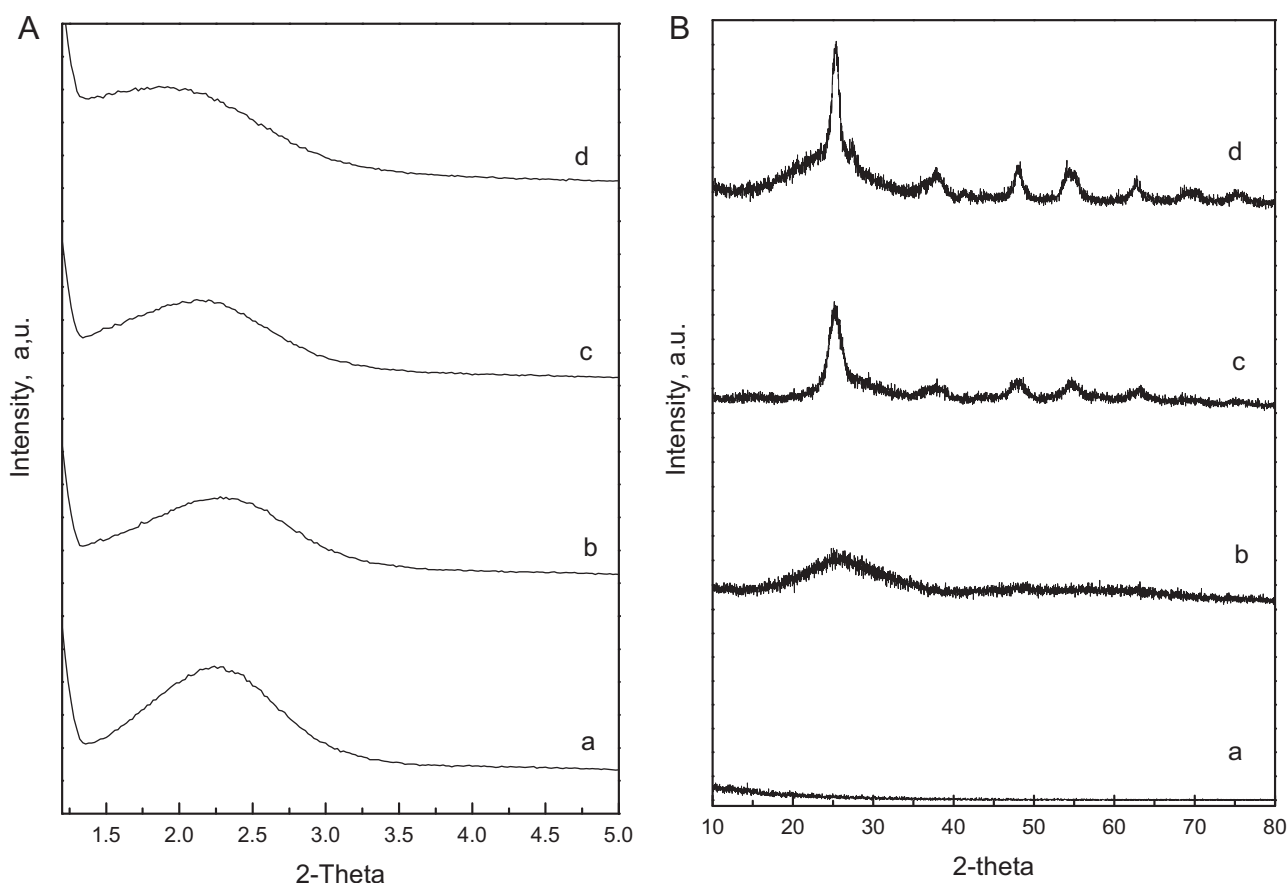 A
d
c
b
a
Intensity, a,u.
1.5 2.0 2.5 3.0 3.5 4.0 4.5 5.0
2-Theta
B
d
c
b
a
Intensity, a.u.
10 20 30 40 50 60 70 80
2-theta